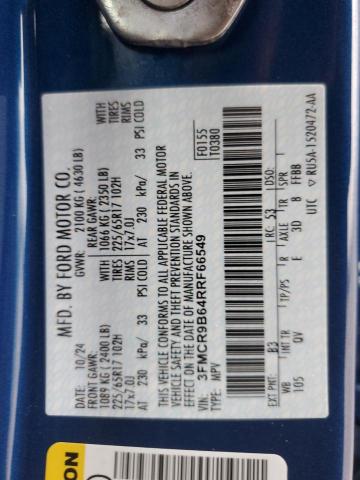 MFD. BY FORD MOTOR CO.
DATE: 10/24 GVWR: 2100 KG (4630 LB)
FRONT GAWR: REAR GAWR:
1089 KG (2400 LB) 1066 KG (2350 LB) WITH
225/65R17 102H 225/65R17 102H TIRES
17x7.0J 17x7.0J RIMS
AT 230 kPa/ 33 PSI COLD AT 230 kPa/ 33 PSI COLD
THIS VEHICLE CONFORMS TO ALL APPLICABLE FEDERAL MOTOR
VEHICLE SAFETY AND THEFT PREVENTION STANDARDS IN
EFFECT ON THE DATE OF MANUFACTURE SHOWN ABOVE.
VIN: 3FMCR9B64RRF66549 F0155
TYPE: MPV T0380
EXT PNT: B3 RC: 53 DSO:
WB INT TR TP/PS R AXLE TR SPR
105 QV E 3D 8 FFBB
UTC RU5A-1520472-AA
ON